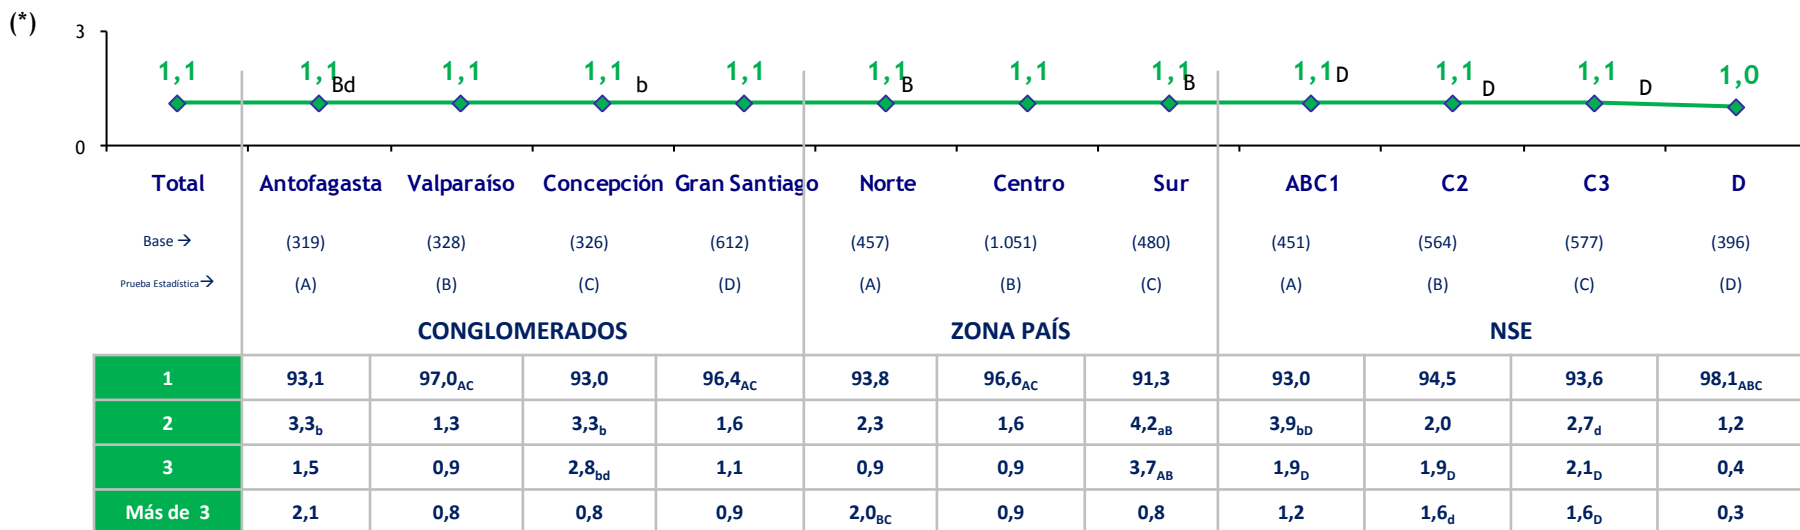 (*)
3
1,1 1,1 Bd 1,1 1,1 b 1,1 1,1 B 1,1 1,1 B 1,1 D 1,1 D 1,1 D 1,0
0
Total Antofagasta Valparaíso Concepción Gran Santiago Norte Centro Sur ABC1 C2 C3 D
Base → (319) (328) (326) (612) (457) (1.051) (480) (451) (564) (577) (396)
Prueba Estadística → (A) (B) (C) (D) (A) (B) (C) (A) (B) (C) (D)
CONGLOMERADOS ZONA PAÍS NSE
1 93,1 97,0AC 93,0 96,4AC 93,8 96,6AC 91,3 93,0 94,5 93,6 98,1ABC
2 3,3b 1,3 3,3b 1,6 2,3 1,6 4,2aB 3,9bD 2,0 2,7d 1,2
3 1,5 0,9 2,8bd 1,1 0,9 0,9 3,7AB 1,9D 1,9D 2,1D 0,4
Más de 3 2,1 0,8 0,8 0,9 2,0BC 0,9 0,8 1,2 1,6d 1,6D 0,3